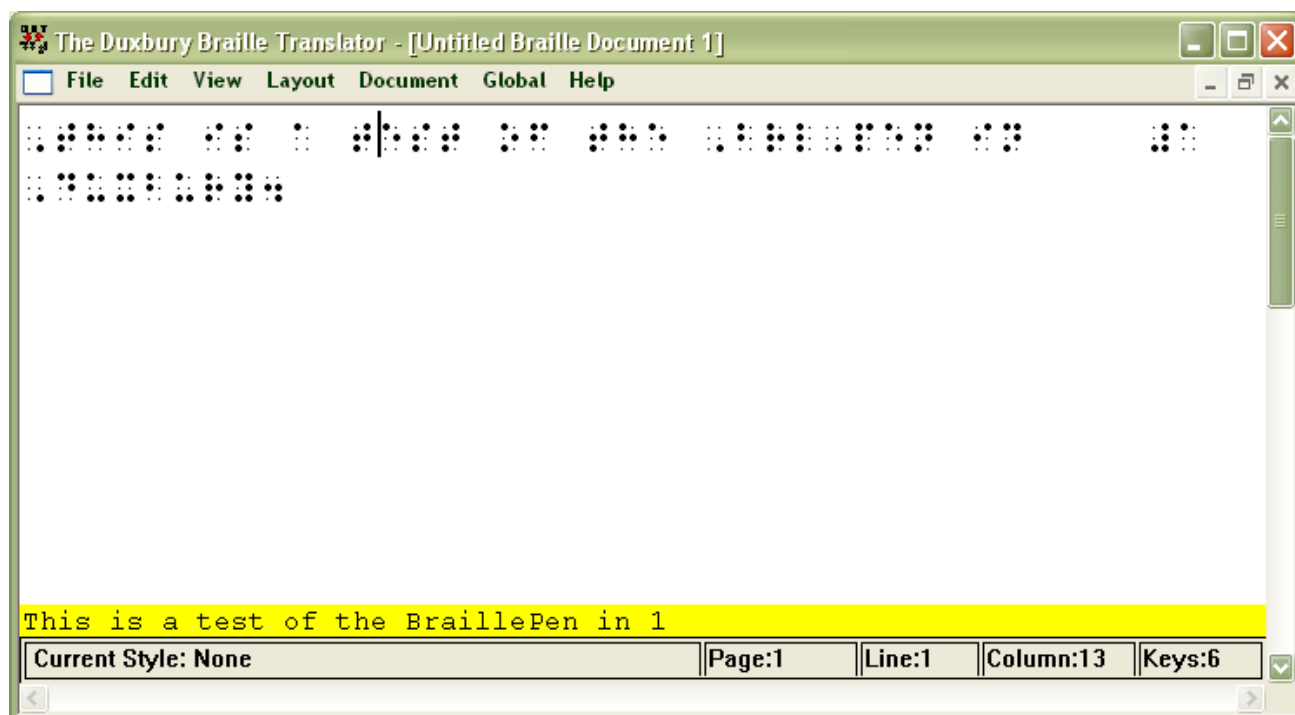 The Duxbury Braille Translator - [Untitled Braille Document 1]
File Edit View Layout Document Global Help
⠠⠞⠓⠊⠎ ⠊⠎ ⠁ ⠞⠑⠎⠞ ⠕⠋ ⠞⠓⠑ ⠠⠃⠗⠇⠠⠏⠑⠝ ⠊⠝ ⠼⠁
⠠⠙⠥⠭⠃⠥⠗⠽⠲
This is a test of the BraillePen in 1
Current Style: None Page:1 Line:1 Column:13 Keys:6